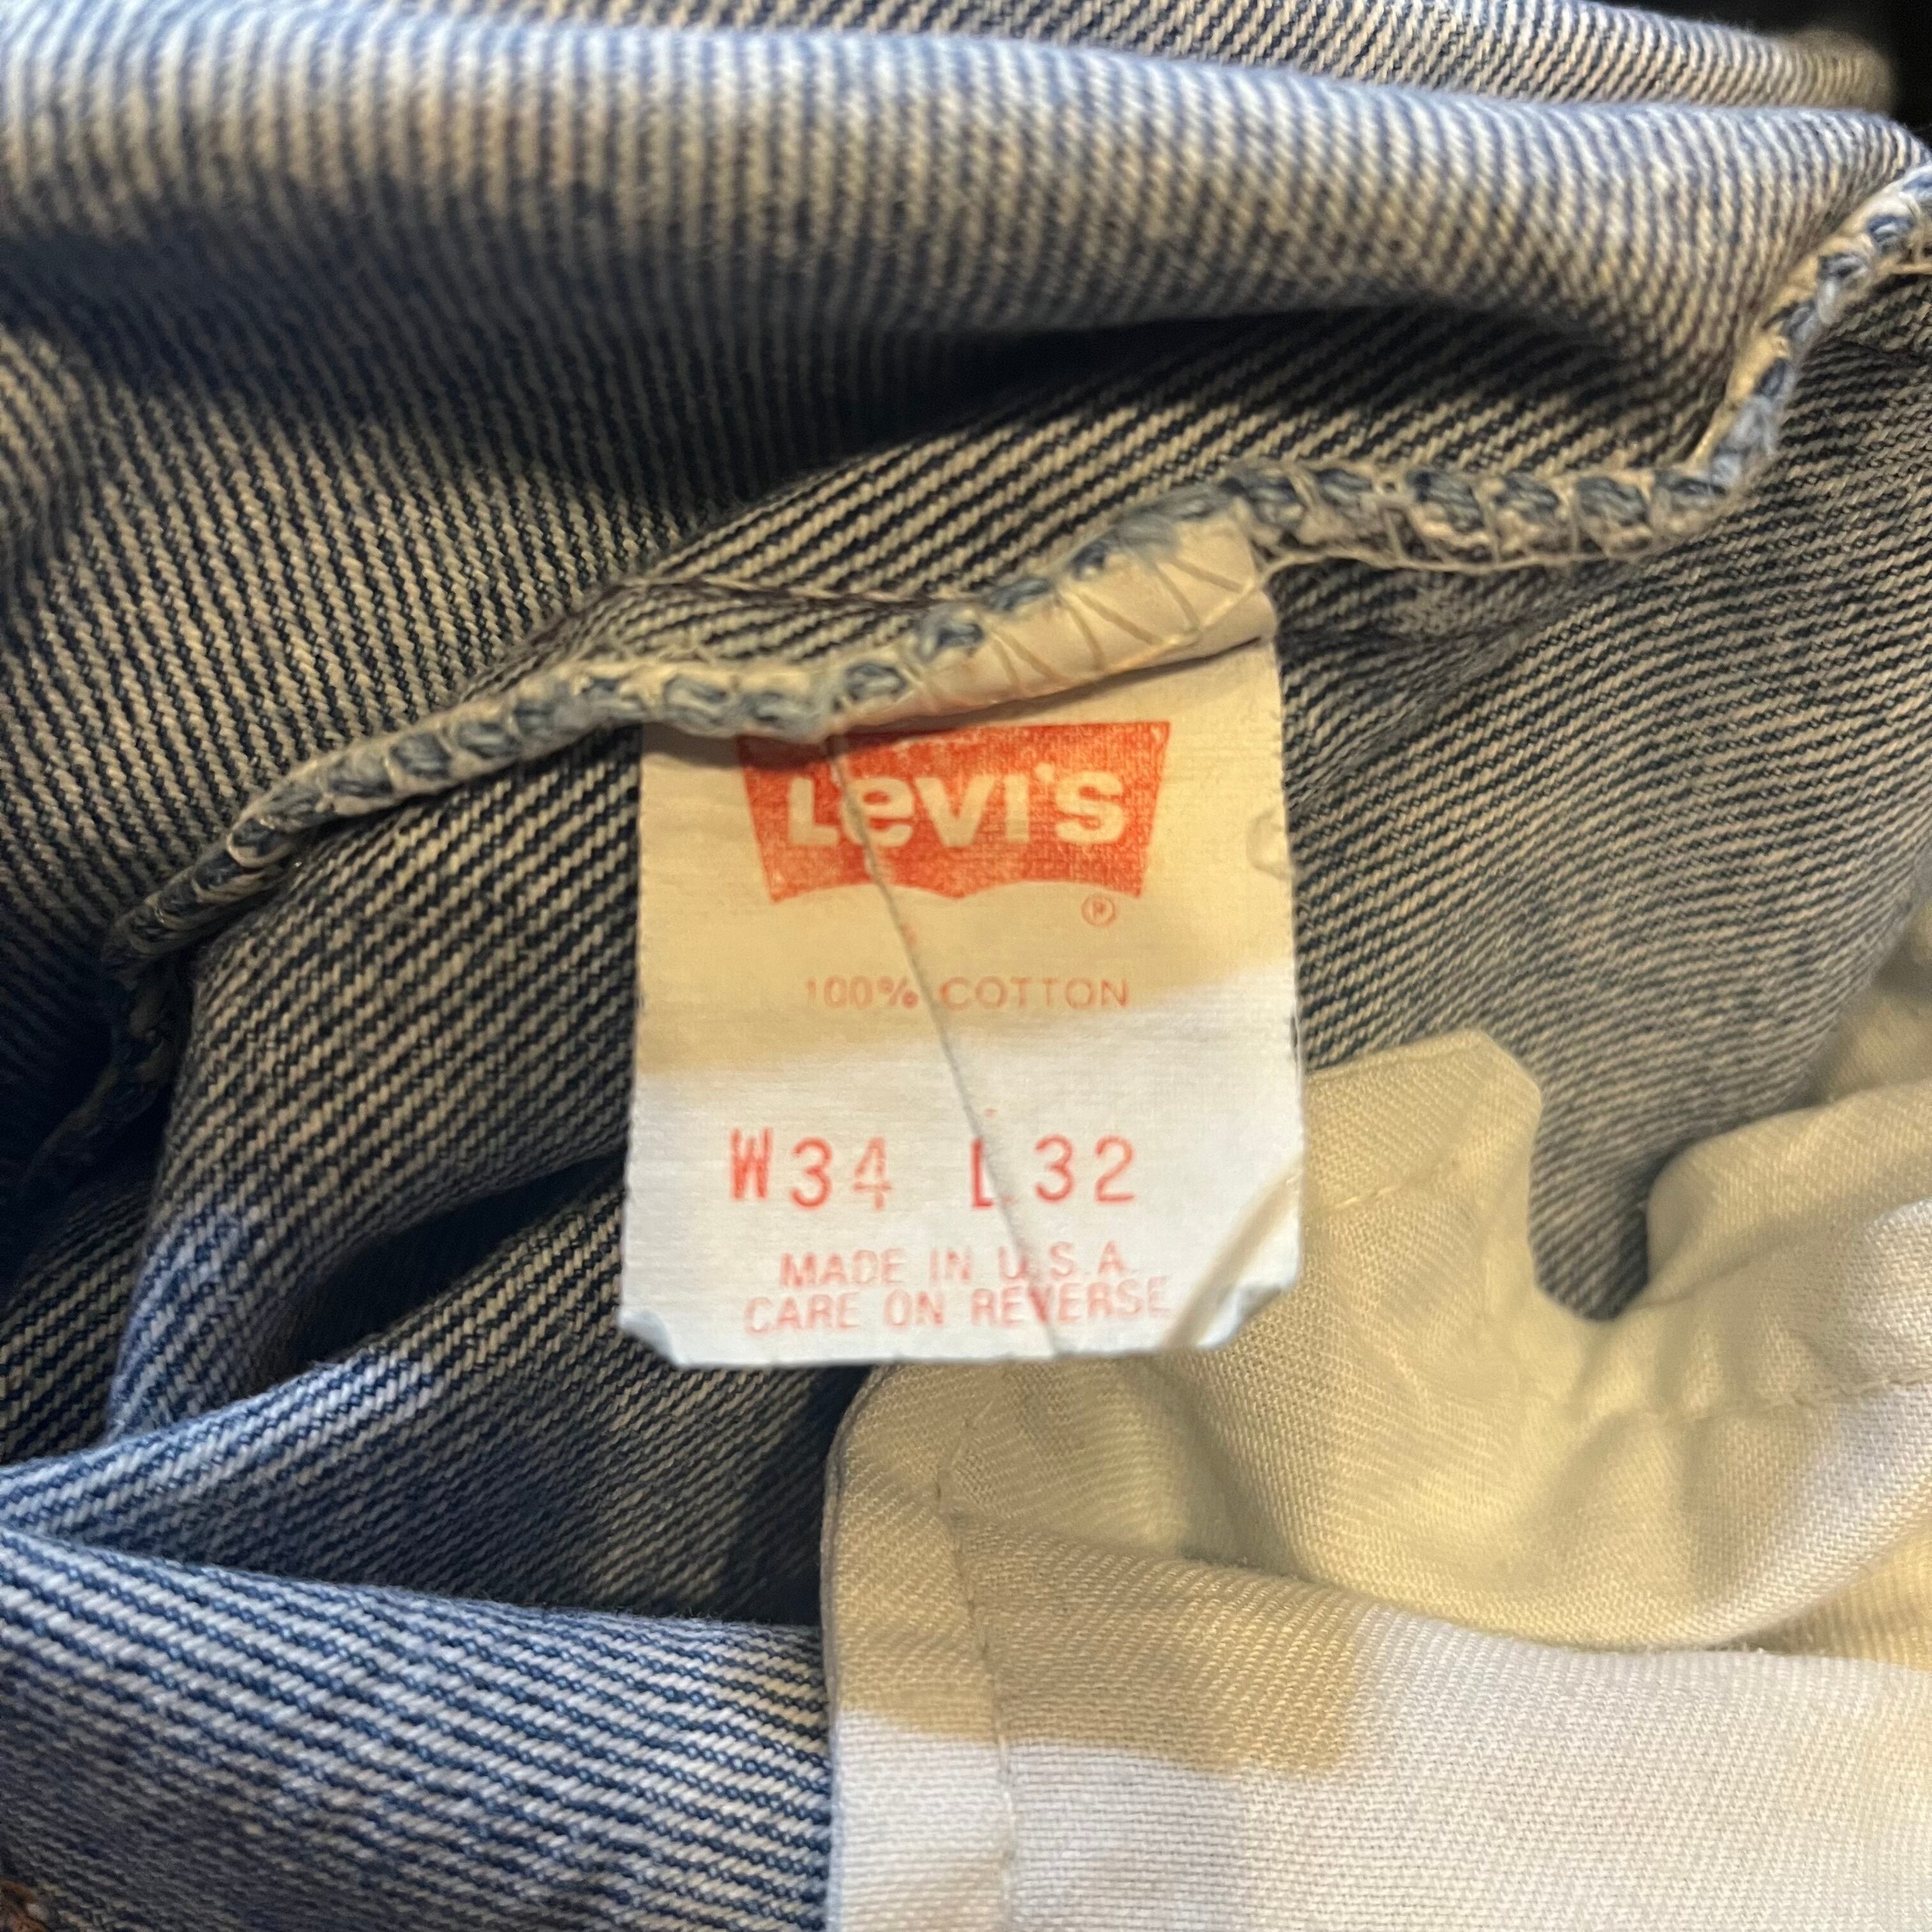 Levi's
®
100% COTTON
W34 L32
MADE IN U.S.A.
CARE ON REVERSE